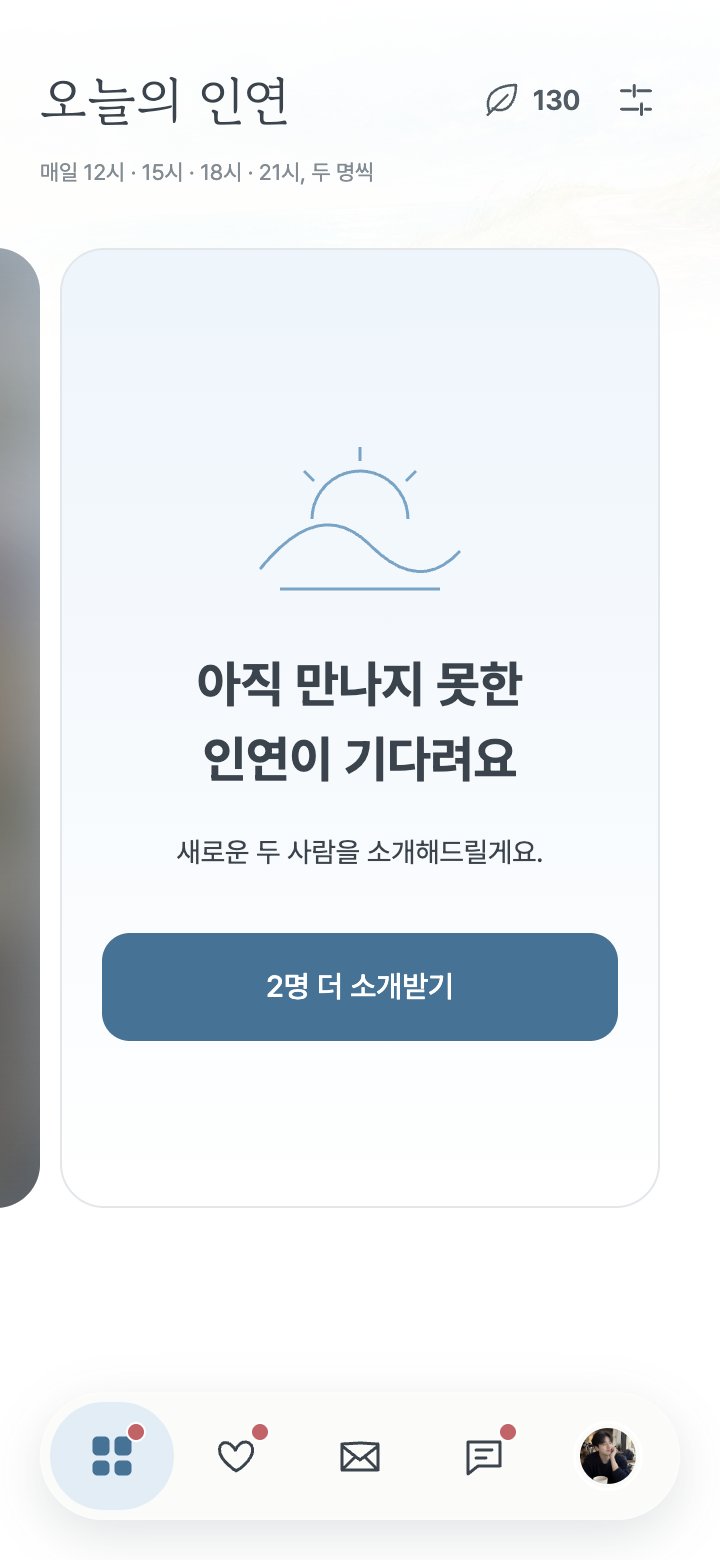 오늘의 인연
130
매일 12시 · 15시 · 18시 · 21시, 두 명씩
아직 만나지 못한
인연이 기다려요
새로운 두 사람을 소개해드릴게요.
2명 더 소개받기